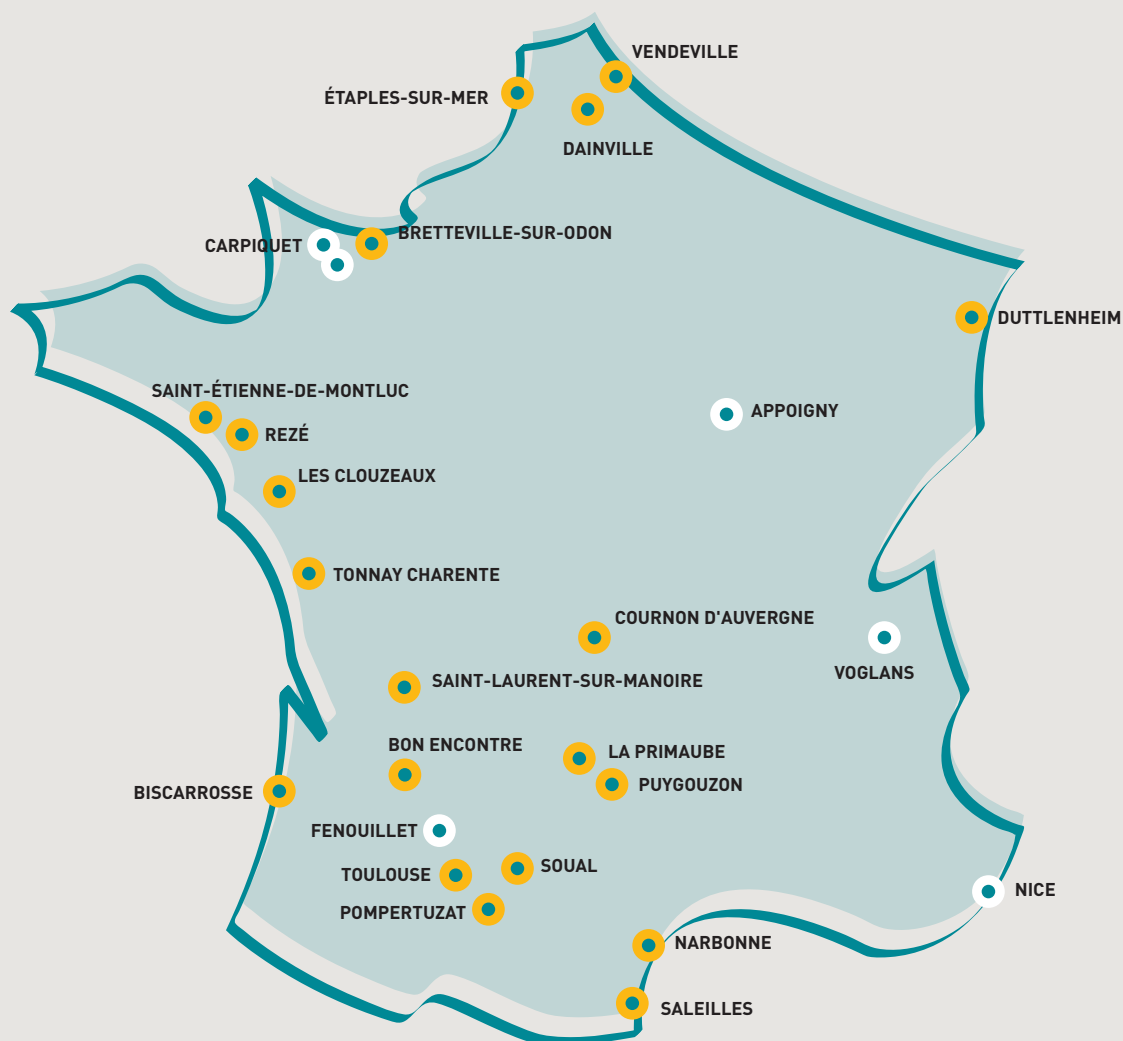 VENDEVILLE
ÉTAPLES-SUR-MER
DAINVILLE
BRETTEVILLE-SUR-ODON
CARPIQUET
DUTTLENHEIM
SAINT-ÉTIENNE-DE-MONTLUC
APPOIGNY
REZÉ
LES CLOUZEAUX
TONNAY CHARENTE
COURNON D'AUVERGNE
VOGLANS
SAINT-LAURENT-SUR-MANOIRE
BON ENCONTRE
LA PRIMAUBE
PUYGOUZON
BISCARROSSE
FENOUILLET
SOUAL
TOULOUSE
NICE
POMPERTUZAT
NARBONNE
SALEILLES